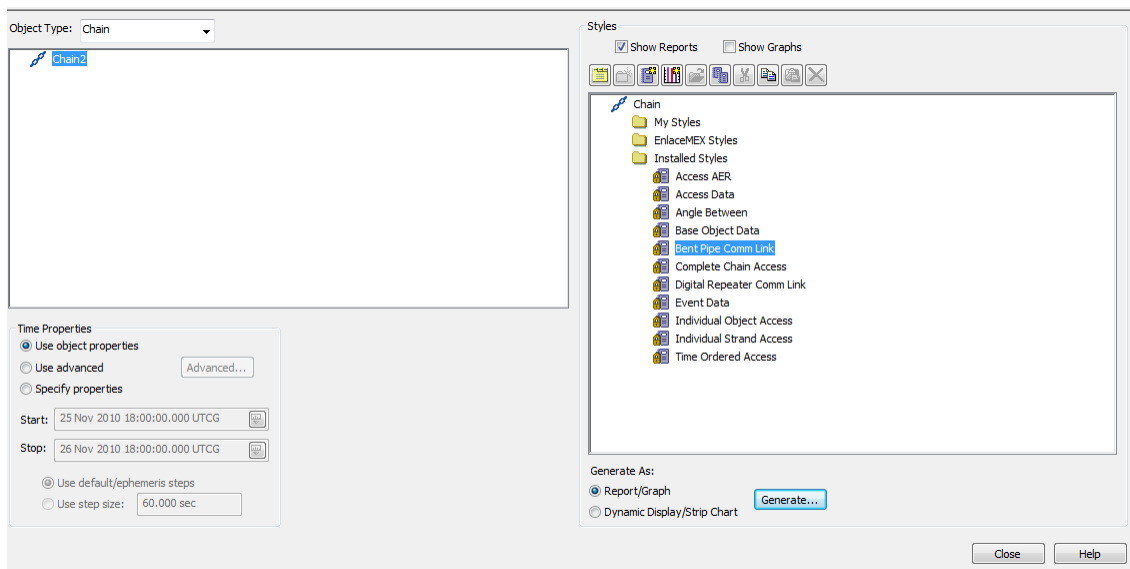 Object Type: Chain
Chain2
Time Properties
Use object properties
Use advanced
Advanced...
Specify properties
Start: 25 Nov 2010 18:00:00.000 UTCG
Stop: 26 Nov 2010 18:00:00.000 UTCG
Use default/ephemeris steps
Use step size: 60.000 sec
Styles
Show Reports Show Graphs
Chain
My Styles
EnlaceMEX Styles
Installed Styles
Access AER
Access Data
Angle Between
Base Object Data
Bent Pipe Comm Link
Complete Chain Access
Digital Repeater Comm Link
Event Data
Individual Object Access
Individual Strand Access
Time Ordered Access
Generate As:
Report/Graph
Generate...
Dynamic Display/Strip Chart
Close Help